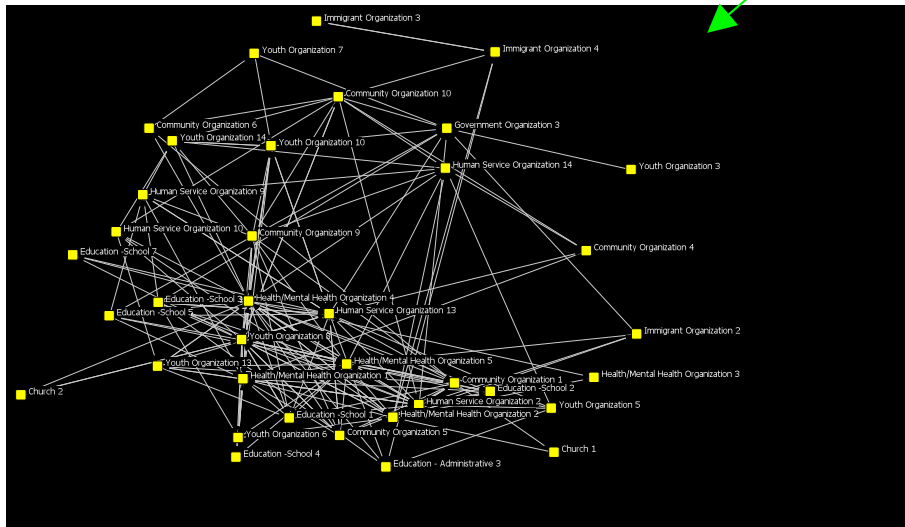 Immigrant Organization 3
Immigrant Organization 4
Youth Organization 7
Community Organization 10
Community Organization 6
Government Organization 3
Youth Organization 14
Youth Organization 10
Human Service Organization 14
Youth Organization 3
Human Service Organization 9
Human Service Organization 10
Community Organization 9
Community Organization 4
Education -School 7
Education -School 3
Health/Mental Health Organization 4
Education -School 5
Human Service Organization 13
Immigrant Organization 2
Youth Organization
Health/Mental Health Organization 5
Youth Organization 13
Health/Mental Health Organization 1
Health/Mental Health Organization 3
Community Organization 1
Church 2
Education -School 2
Human Service Organization 2
Youth Organization 5
Education -School 1
Health/Mental Health Organization 2
Youth Organization 6
Community Organization 5
Church 1
Education -School 4
Education - Administrative 3